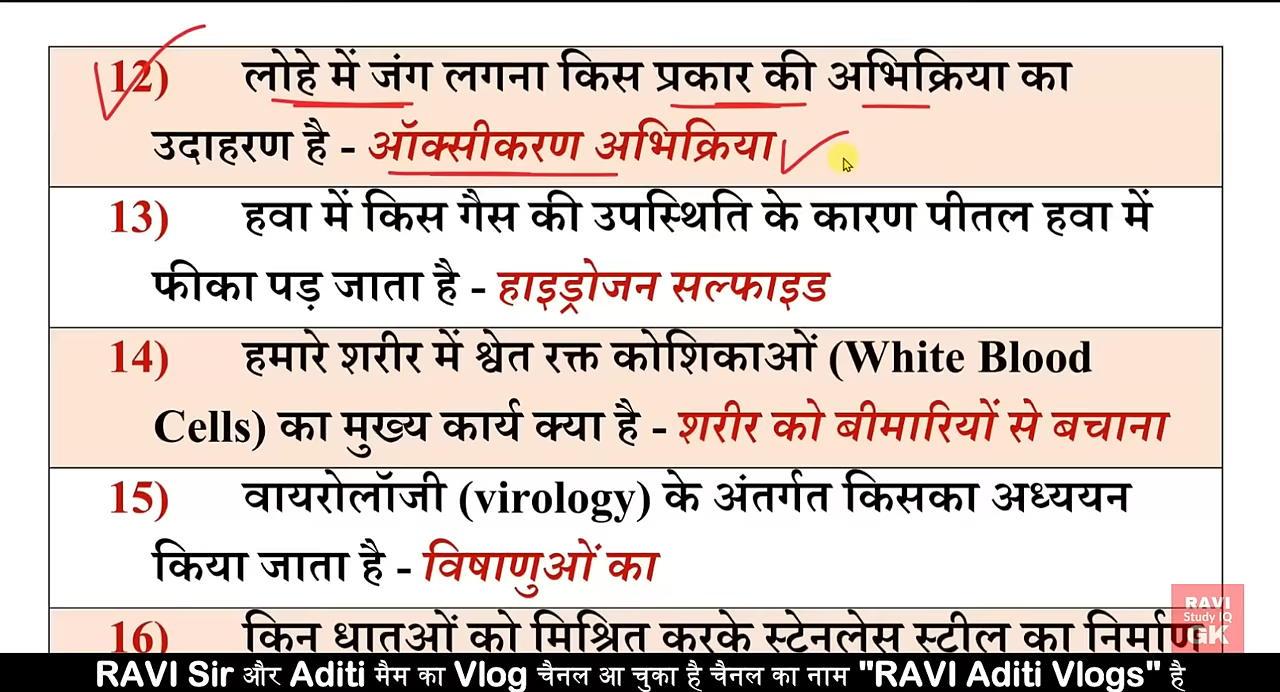 12) लोहे में जंग लगना किस प्रकार की अभिक्रिया का
उदाहरण है - ऑक्सीकरण अभिक्रिया
13) हवा में किस गैस की उपस्थिति के कारण पीतल हवा में
फीका पड़ जाता है - हाइड्रोजन सल्फाइड
14) हमारे शरीर में श्वेत रक्त कोशिकाओं (White Blood
Cells) का मुख्य कार्य क्या है - शरीर को बीमारियों से बचाना
15) वायरोलॉजी (virology) के अंतर्गत किसका अध्ययन
किया जाता है - विषाणुओं का
16) किन धातओं को मिश्रित करके स्टेनलेस स्टील का निर्माण
RAVI
Study IQ
GK
RAVI Sir और Aditi मैम का Vlog चैनल आ चुका है चैनल का नाम "RAVI Aditi Vlogs" है